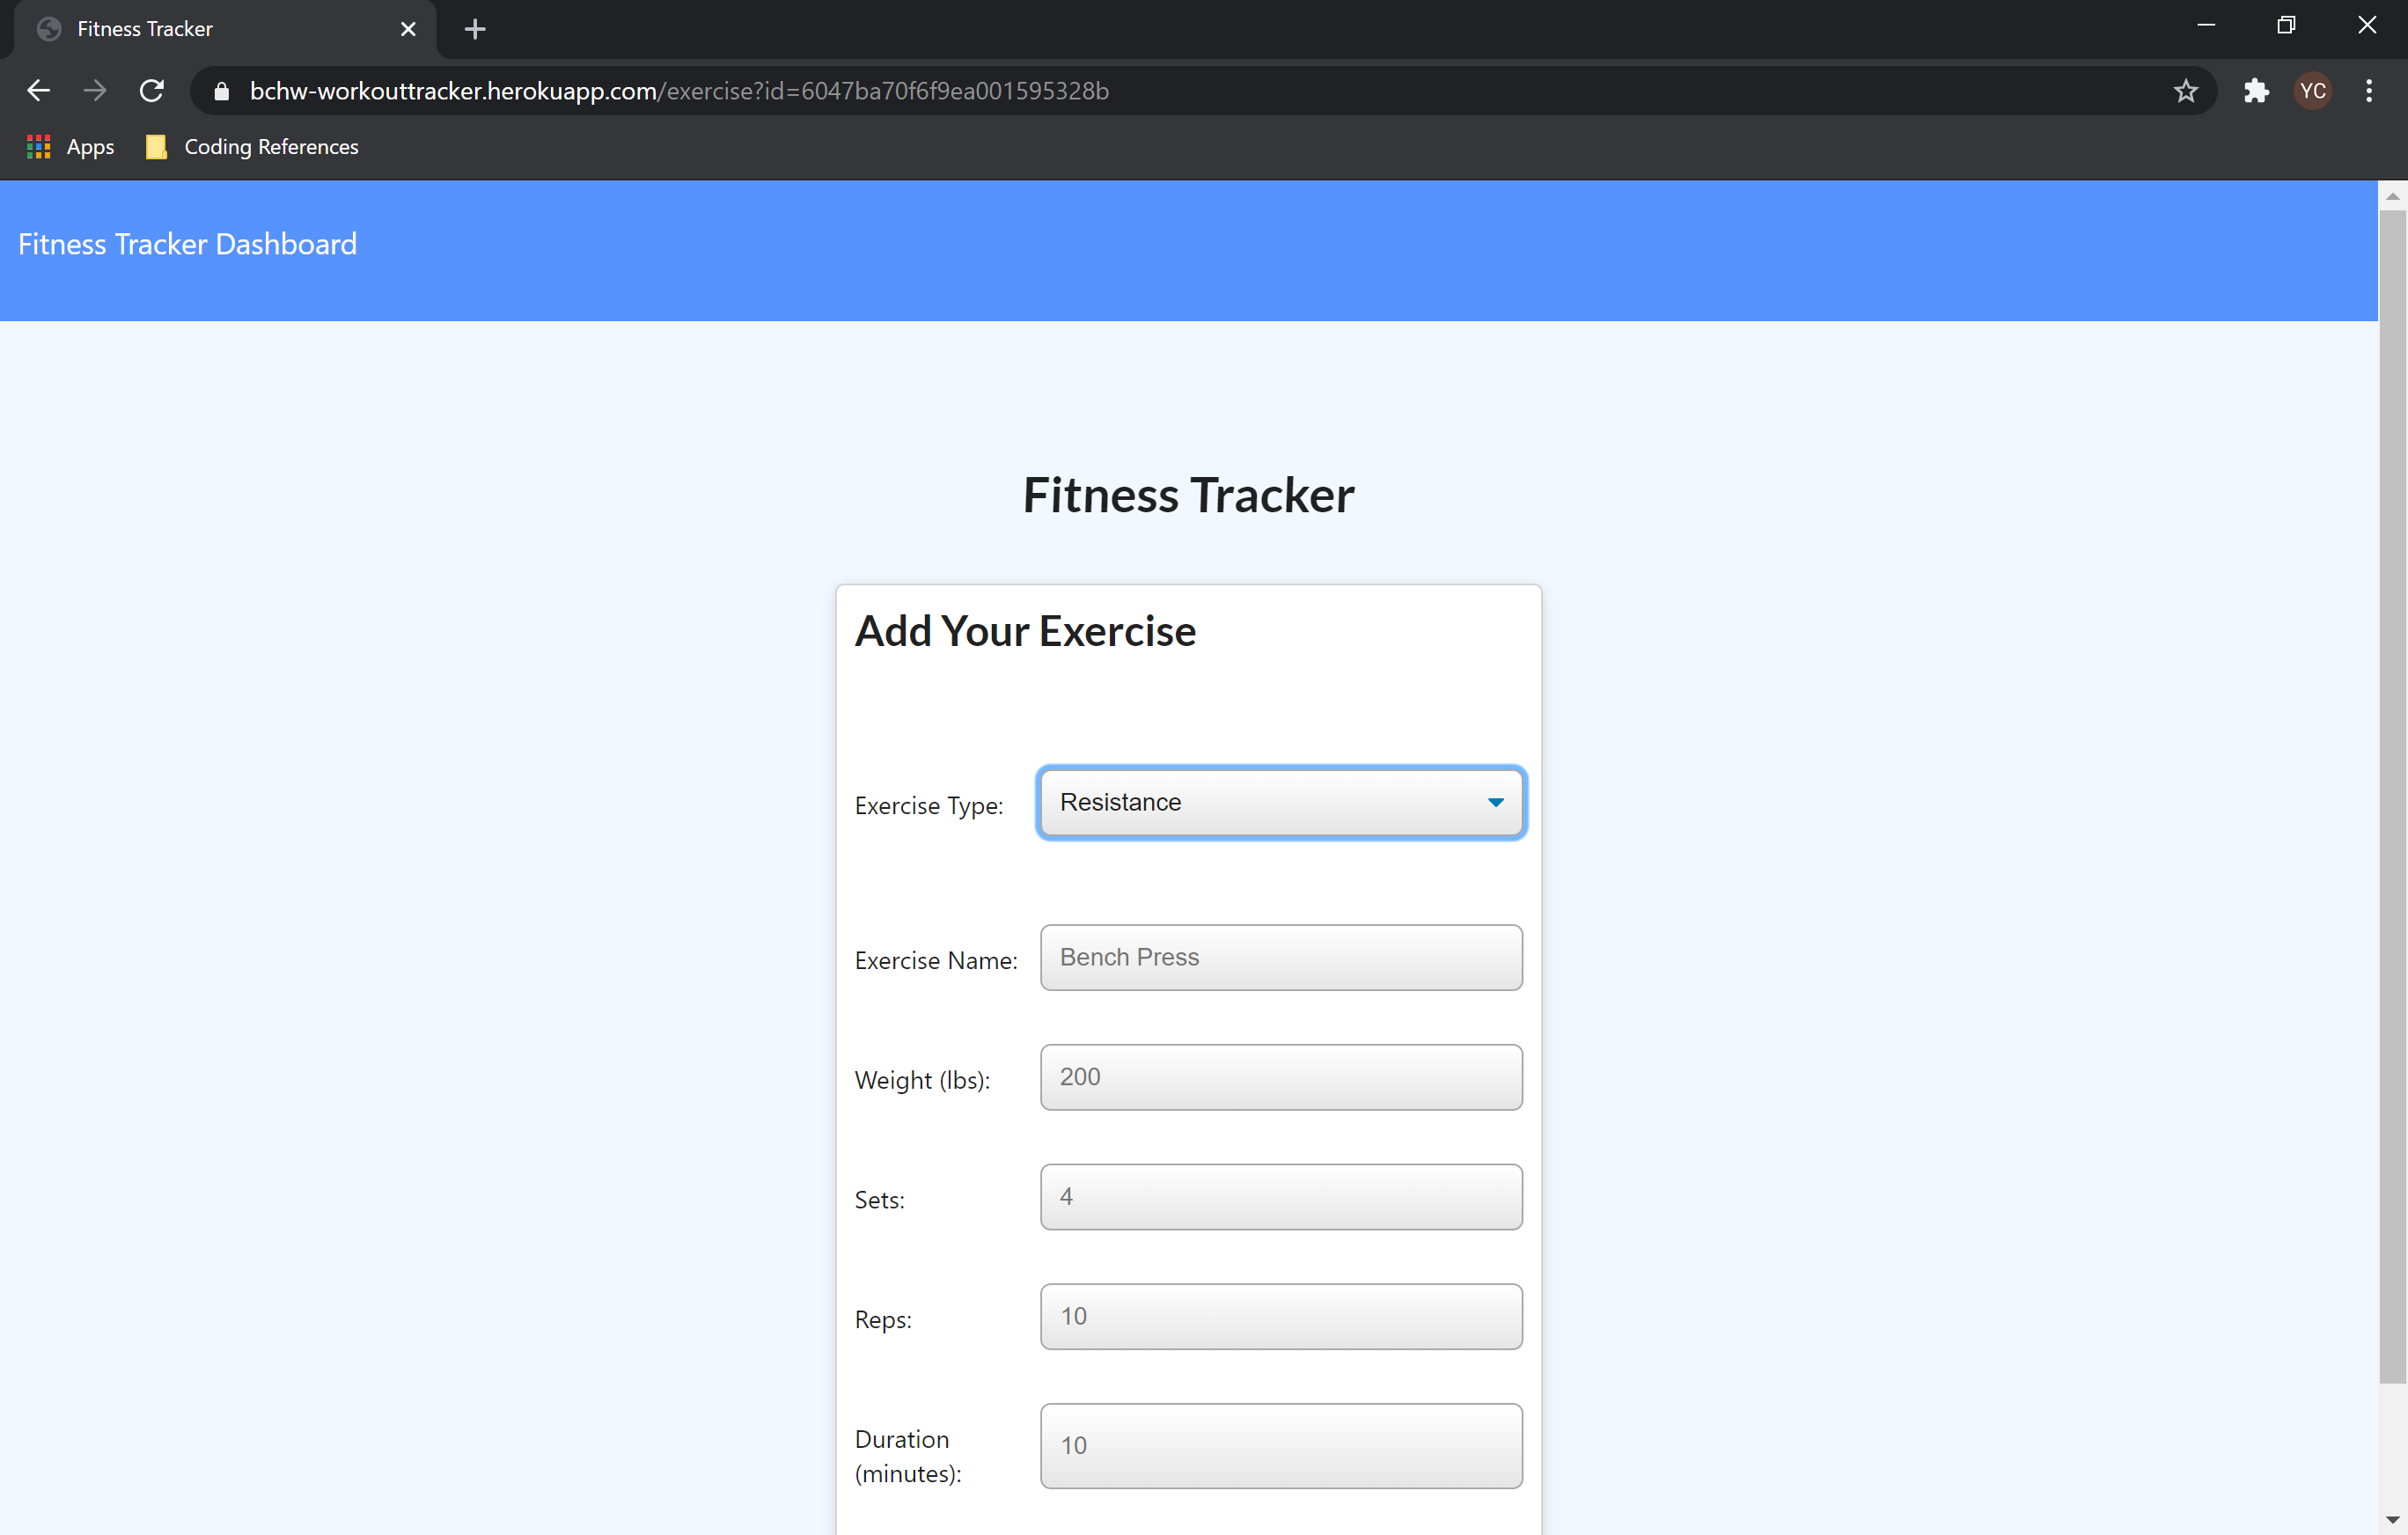 Fitness Tracker
bchw-workouttracker.herokuapp.com/exercise?id=6047ba70f6f9ea001595328b
YC
Apps
Coding References
Fitness Tracker Dashboard
Fitness Tracker
Add Your Exercise
Exercise Type:
Resistance
Exercise Name:
Bench Press
Weight (lbs):
200
Sets:
4
Reps:
10
Duration
(minutes):
10